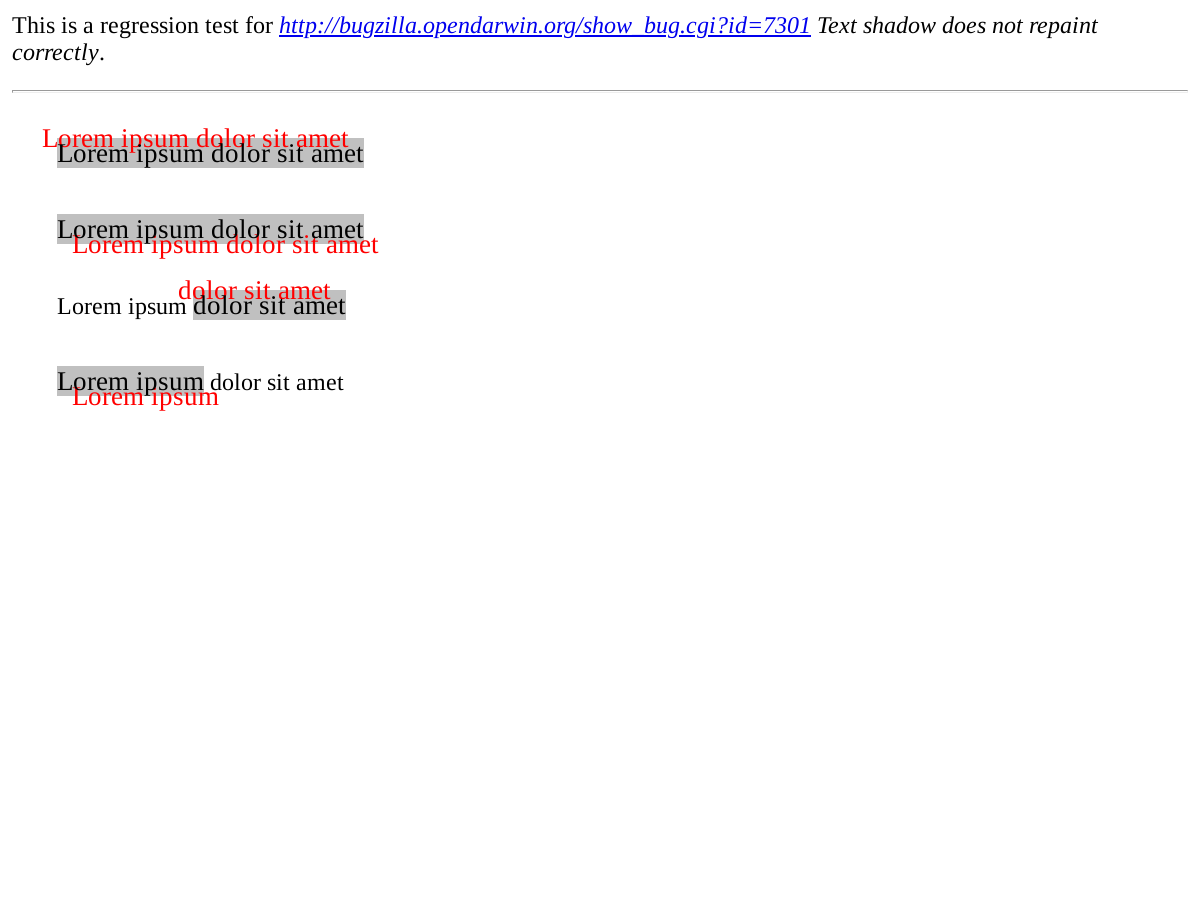 This is a regression test for http://bugzilla.opendarwin.org/show_bug.cgi?id=7301 Text shadow does not repaint
correctly.
Lorem ipsum dolor sit amet
Lorem ipsum dolor sit amet
Lorem ipsum dolor sit amet
Lorem ipsum dolor sit amet
dolor sit amet
Lorem ipsum dolor sit amet
Lorem ipsum dolor sit amet
Lorem ipsum